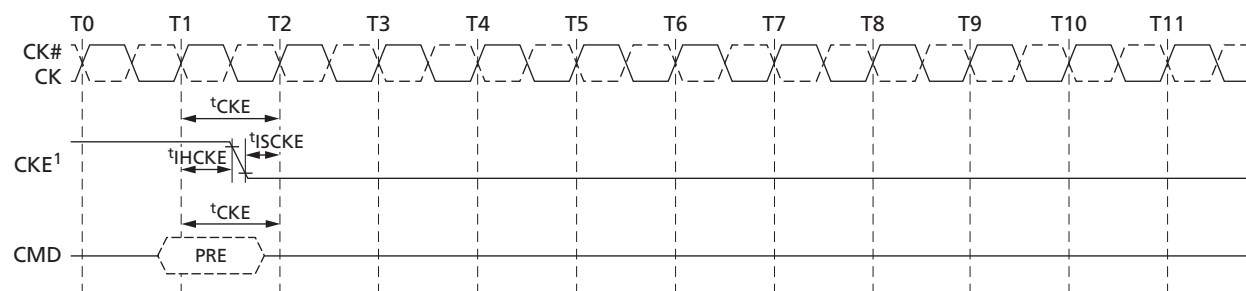 T0 T1 T2 T3 T4 T5 T6 T7 T8 T9 T10 T11
CK#
CK
tCKE
tISCKE
CKE1
tIHCKE
tCKE
CMD
PRE